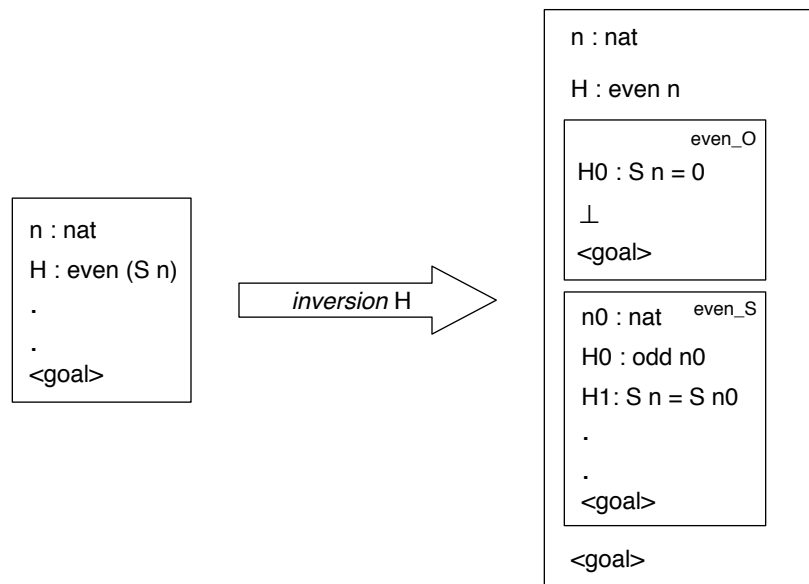 n : nat
H : even (S n)
.
.
<goal>
inversion H
n : nat
H : even n
even_O
H0 : S n = 0
⊥
<goal>
n0 : nat even_S
H0 : odd n0
H1: S n = S n0
.
.
<goal>
<goal>